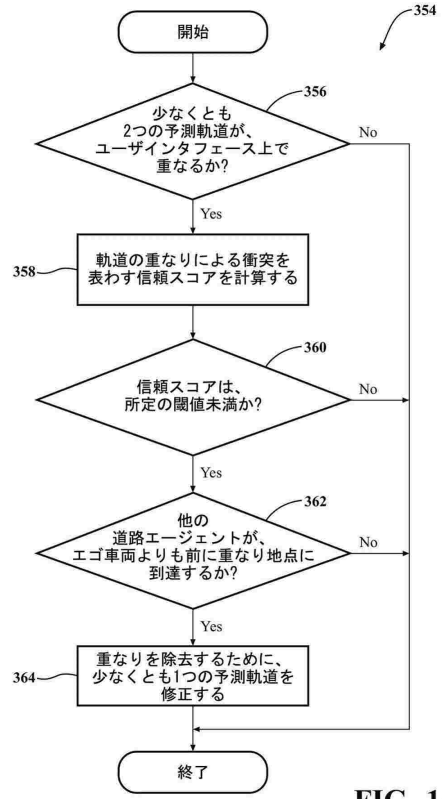 開始
354
356
少なくとも
2つの予測軌道が、
ユーザインタフェース上で
重なるか?
No
Yes
358
軌道の重なりによる衝突を
表わす信頼スコアを計算する
360
信頼スコアは、
所定の閾値未満か?
No
Yes
362
他の
道路エージェントが、
エゴ車両よりも前に重なり地点に
到達するか?
No
Yes
364
重なりを除去するために、
少なくとも1つの予測軌道を
修正する
終了
FIG. 1